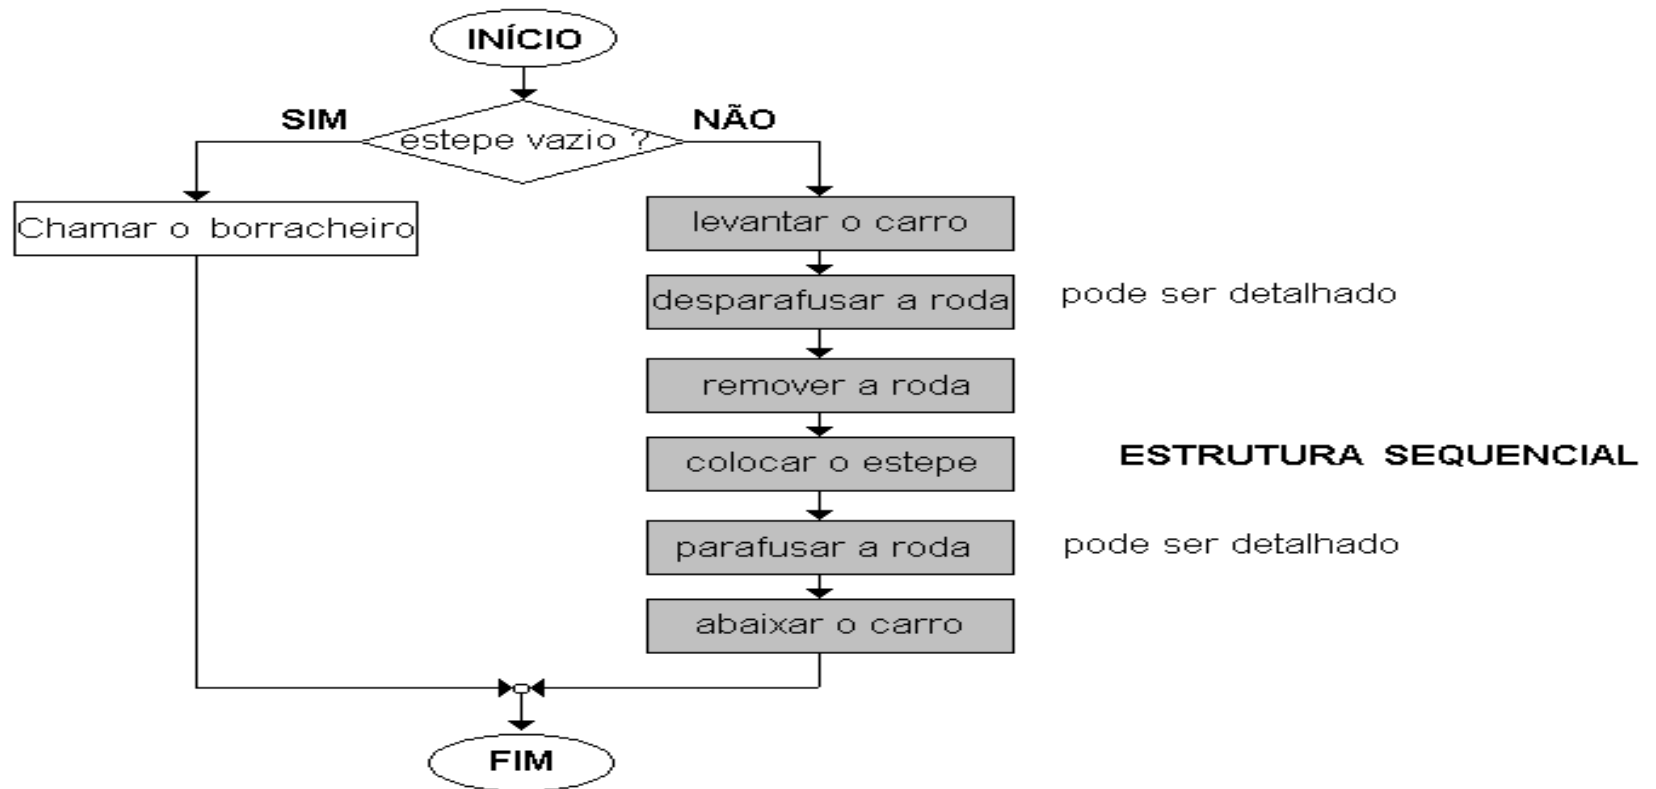 INÍCIO
SIM
NÃO
estepe vazio ?
Chamar o borracheiro
levantar o carro
desparafusar a roda
pode ser detalhado
remover a roda
colocar o estepe
ESTRUTURA SEQUENCIAL
parafusar a roda
pode ser detalhado
abaixar o carro
FIM